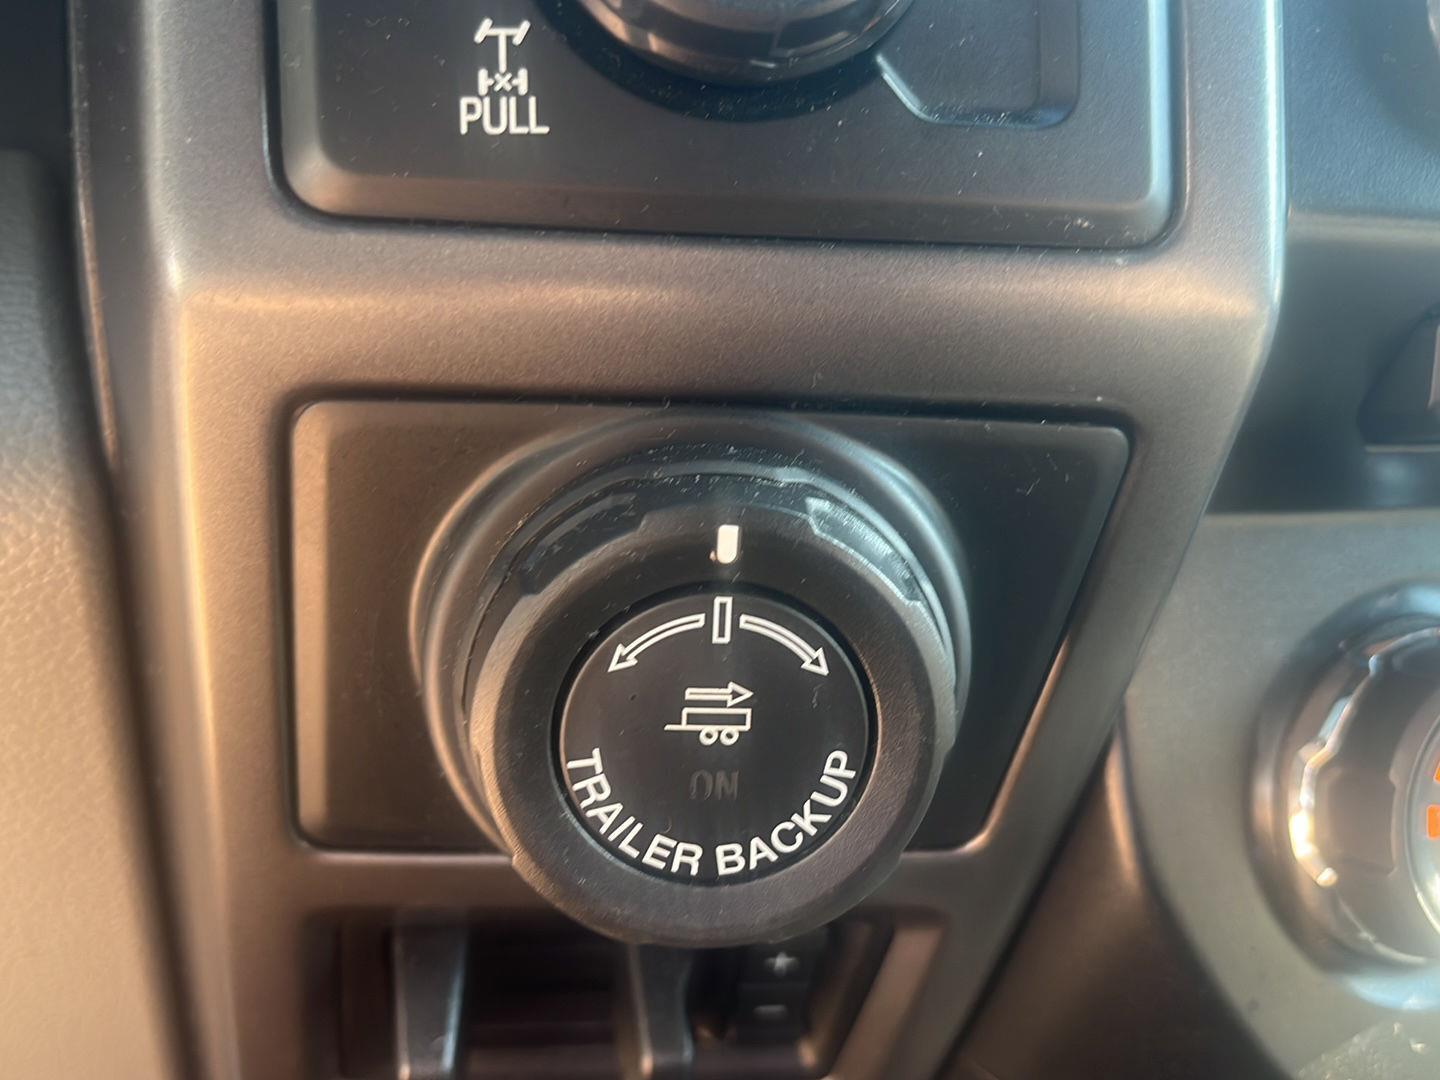 PULL
ON
TRAILER BACKUP
+
-